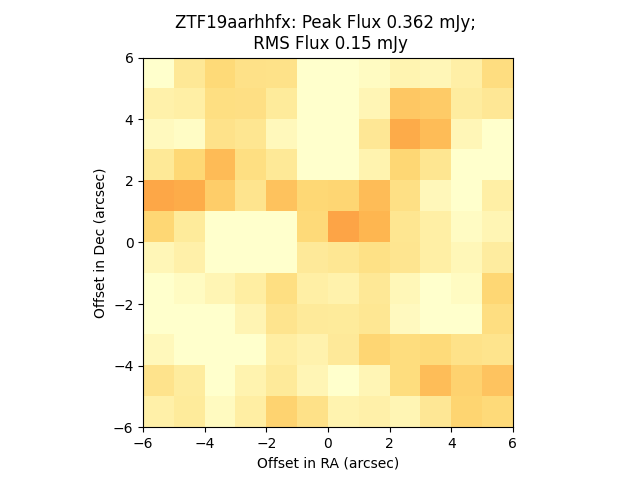 ZTF19aarhhfx: Peak Flux 0.362 mJy;
RMS Flux 0.15 mJy
6
4
2
0
−2
−4
−6
Offset in Dec (arcsec)
−6 −4 −2 0 2 4 6
Offset in RA (arcsec)